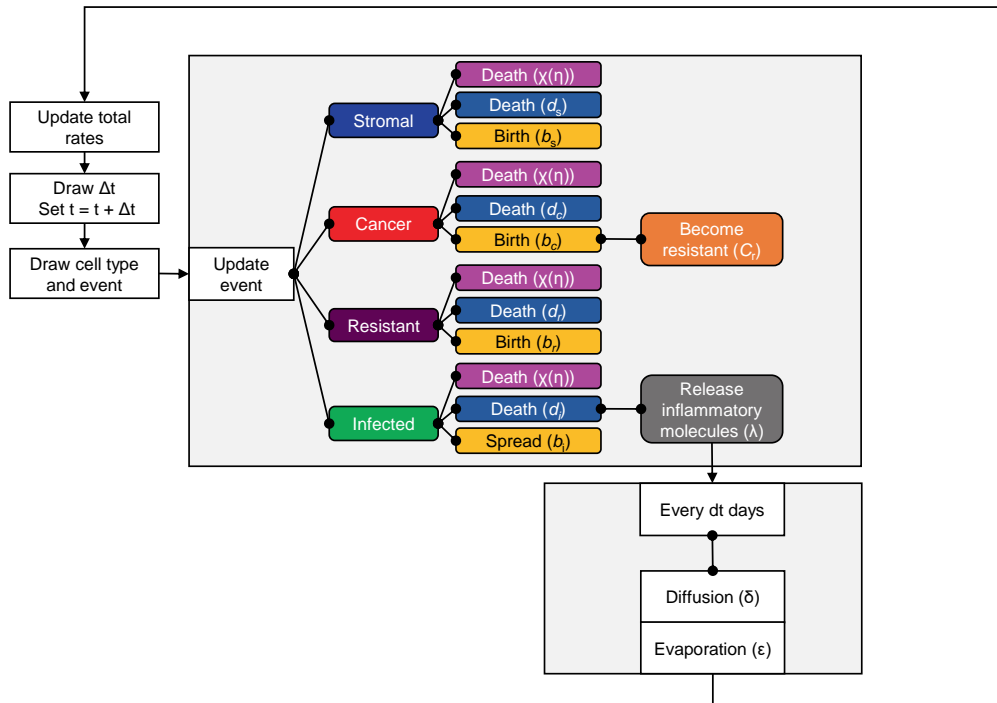 Update total
rates
Draw Δt
Set t = t + Δt
Draw cell type
and event
Update
event
Stromal
Death (χ(η))
Death (dₛ)
Birth (bₛ)
Cancer
Death (χ(η))
Death (d_c)
Birth (b_c)
Become
resistant (Cᵣ)
Resistant
Death (χ(η))
Death (dᵣ)
Birth (bᵣ)
Infected
Death (χ(η))
Death (dᵢ)
Spread (bᵢ)
Release
inflammatory
molecules (λ)
Every dt days
Diffusion (δ)
Evaporation (ε)